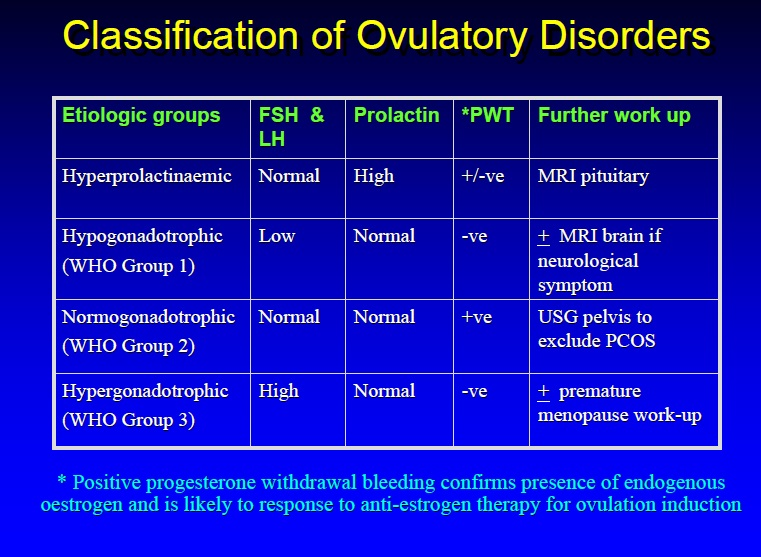 Classification of Ovulatory Disorders
Etiologic groups FSH & LH Prolactin *PWT Further work up
Hyperprolactinaemic Normal High +/-ve MRI pituitary
Hypogonadotrophic (WHO Group 1) Low Normal -ve + MRI brain if neurological symptom
Normogonadotrophic (WHO Group 2) Normal Normal +ve USG pelvis to exclude PCOS
Hypergonadotrophic (WHO Group 3) High Normal -ve + premature menopause work-up
* Positive progesterone withdrawal bleeding confirms presence of endogenous
oestrogen and is likely to response to anti-estrogen therapy for ovulation induction